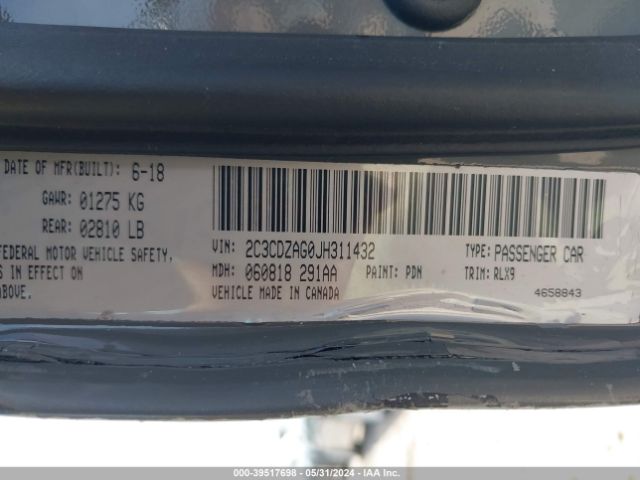 DATE OF MFR(BUILT): 6-18
GAWR: 01275 KG
REAR: 02810 LB
FEDERAL MOTOR VEHICLE SAFETY,
S IN EFFECT ON
ABOVE.
VIN: 2C3CDZAG0JH311432
TYPE: PASSENGER CAR
MDH: 060818 291AA
PAINT: PDN
TRIM: RLX9
VEHICLE MADE IN CANADA
4658843
000-39517698 - 05/31/2024 - IAA Inc.